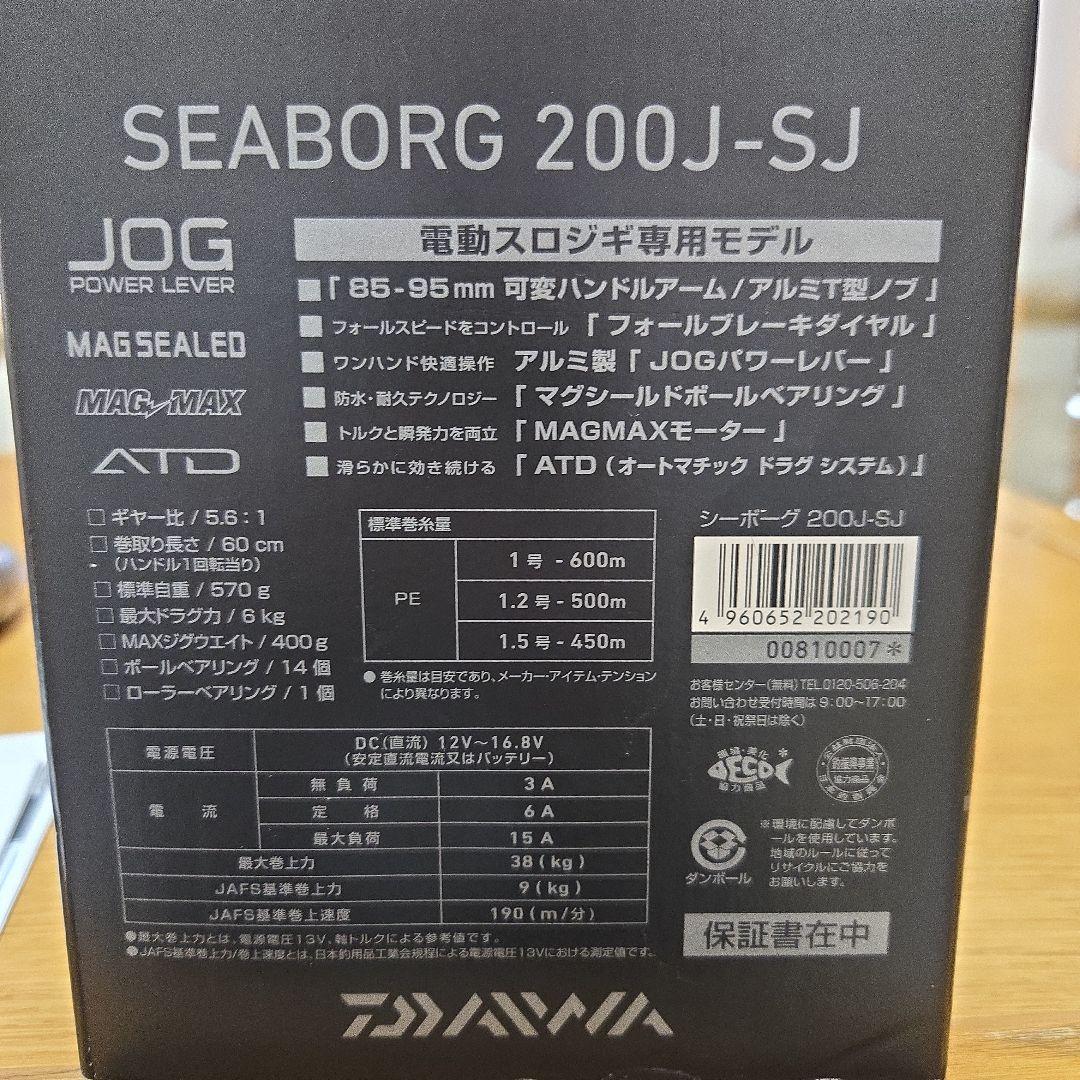 SEABORG 200J-SJ
JOG
POWER LEVER
MAGSEALED
MAGMAX
ATD
電動スロジギ専用モデル
■「85-95mm 可変ハンドルアーム/アルミT型ノブ」
■ フォールスピードをコントロール「フォールブレーキダイヤル」
■ ワンハンド快適操作 アルミ製「JOGパワーレバー」
■ 防水・耐久テクノロジー「マグシールドボールベアリング」
■ トルクと瞬発力を両立「MAGMAXモーター」
■ 滑らかに効き続ける「ATD(オートマチック ドラグ システム)」
□ ギヤー比 / 5.6:1
□ 巻取り長さ / 60 cm
(ハンドル1回転当り)
□ 標準自重 / 570 g
□ 最大ドラグ力 / 6 kg
□ MAXジグウエイト / 400 g
□ ボールベアリング / 14 個
□ ローラーベアリング / 1 個
標準巻糸量
PE
1 号 - 600m
1.2 号 - 500m
1.5 号 - 450m
● 巻糸量は目安であり、メーカー・アイテム・テンション
により異なります。
シーボーグ 200J-SJ
4 960652 202190
00810007*
お客様センター(無料)TEL.0120-506-204
お問い合わせ受付時間は 9:00~17:00
(土・日・祝祭日は除く)
電源電圧 DC(直流) 12V~16.8V
(安定直流電流又はバッテリー)
電流
無負荷 3 A
定格 6 A
最大負荷 15 A
最大巻上力 38 (kg)
JAFS基準巻上力 9 (kg)
JAFS基準巻上速度 190 (m/分)
●最大巻上力とは、電源電圧13V、軸トルクによる参考値です。
●JAFS基準巻上力/巻上速度とは、日本釣用品工業会規程による電源電圧13Vにおける測定値です。
環境・美化
ECO
協力商品
協力商品
※環境に配慮してダンボ
ールを使用しています。
地域のルールに従って
リサイクルにご協力を
お願いします。
ダンボール
保証書在中
DAIWA